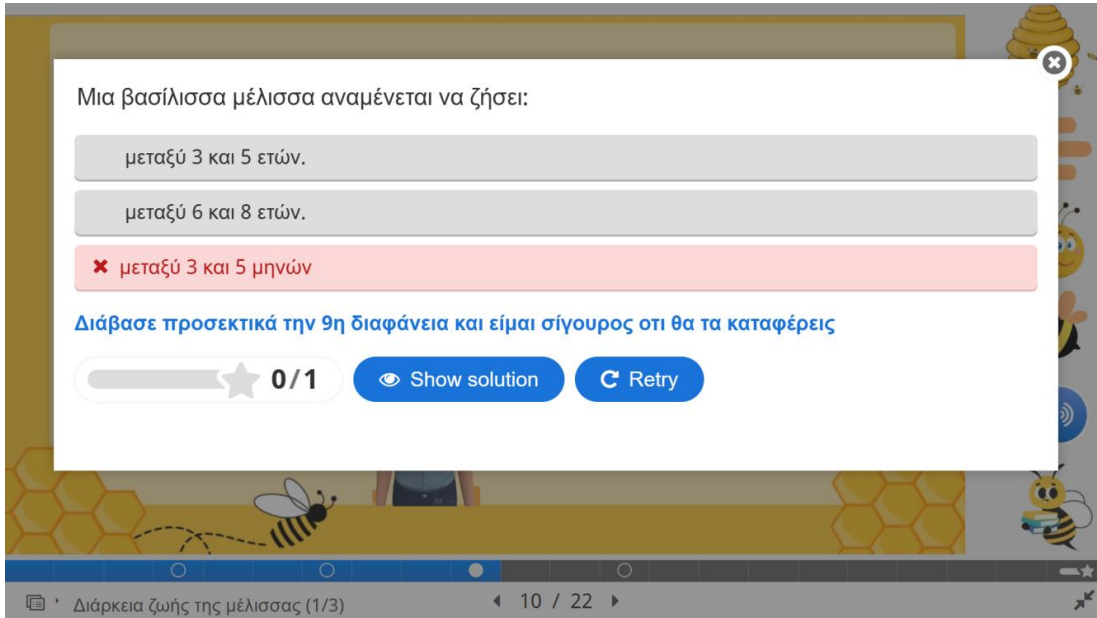 Μια βασίλισσα μέλισσα αναμένεται να ζήσει:
μεταξύ 3 και 5 ετών.
μεταξύ 6 και 8 ετών.
μεταξύ 3 και 5 μηνών
Διάβασε προσεκτικά την 9η διαφάνεια και είμαι σίγουρος οτι θα τα καταφέρεις
0/1
Show solution
Retry
Διάρκεια ζωής της μέλισσας (1/3)
10 / 22